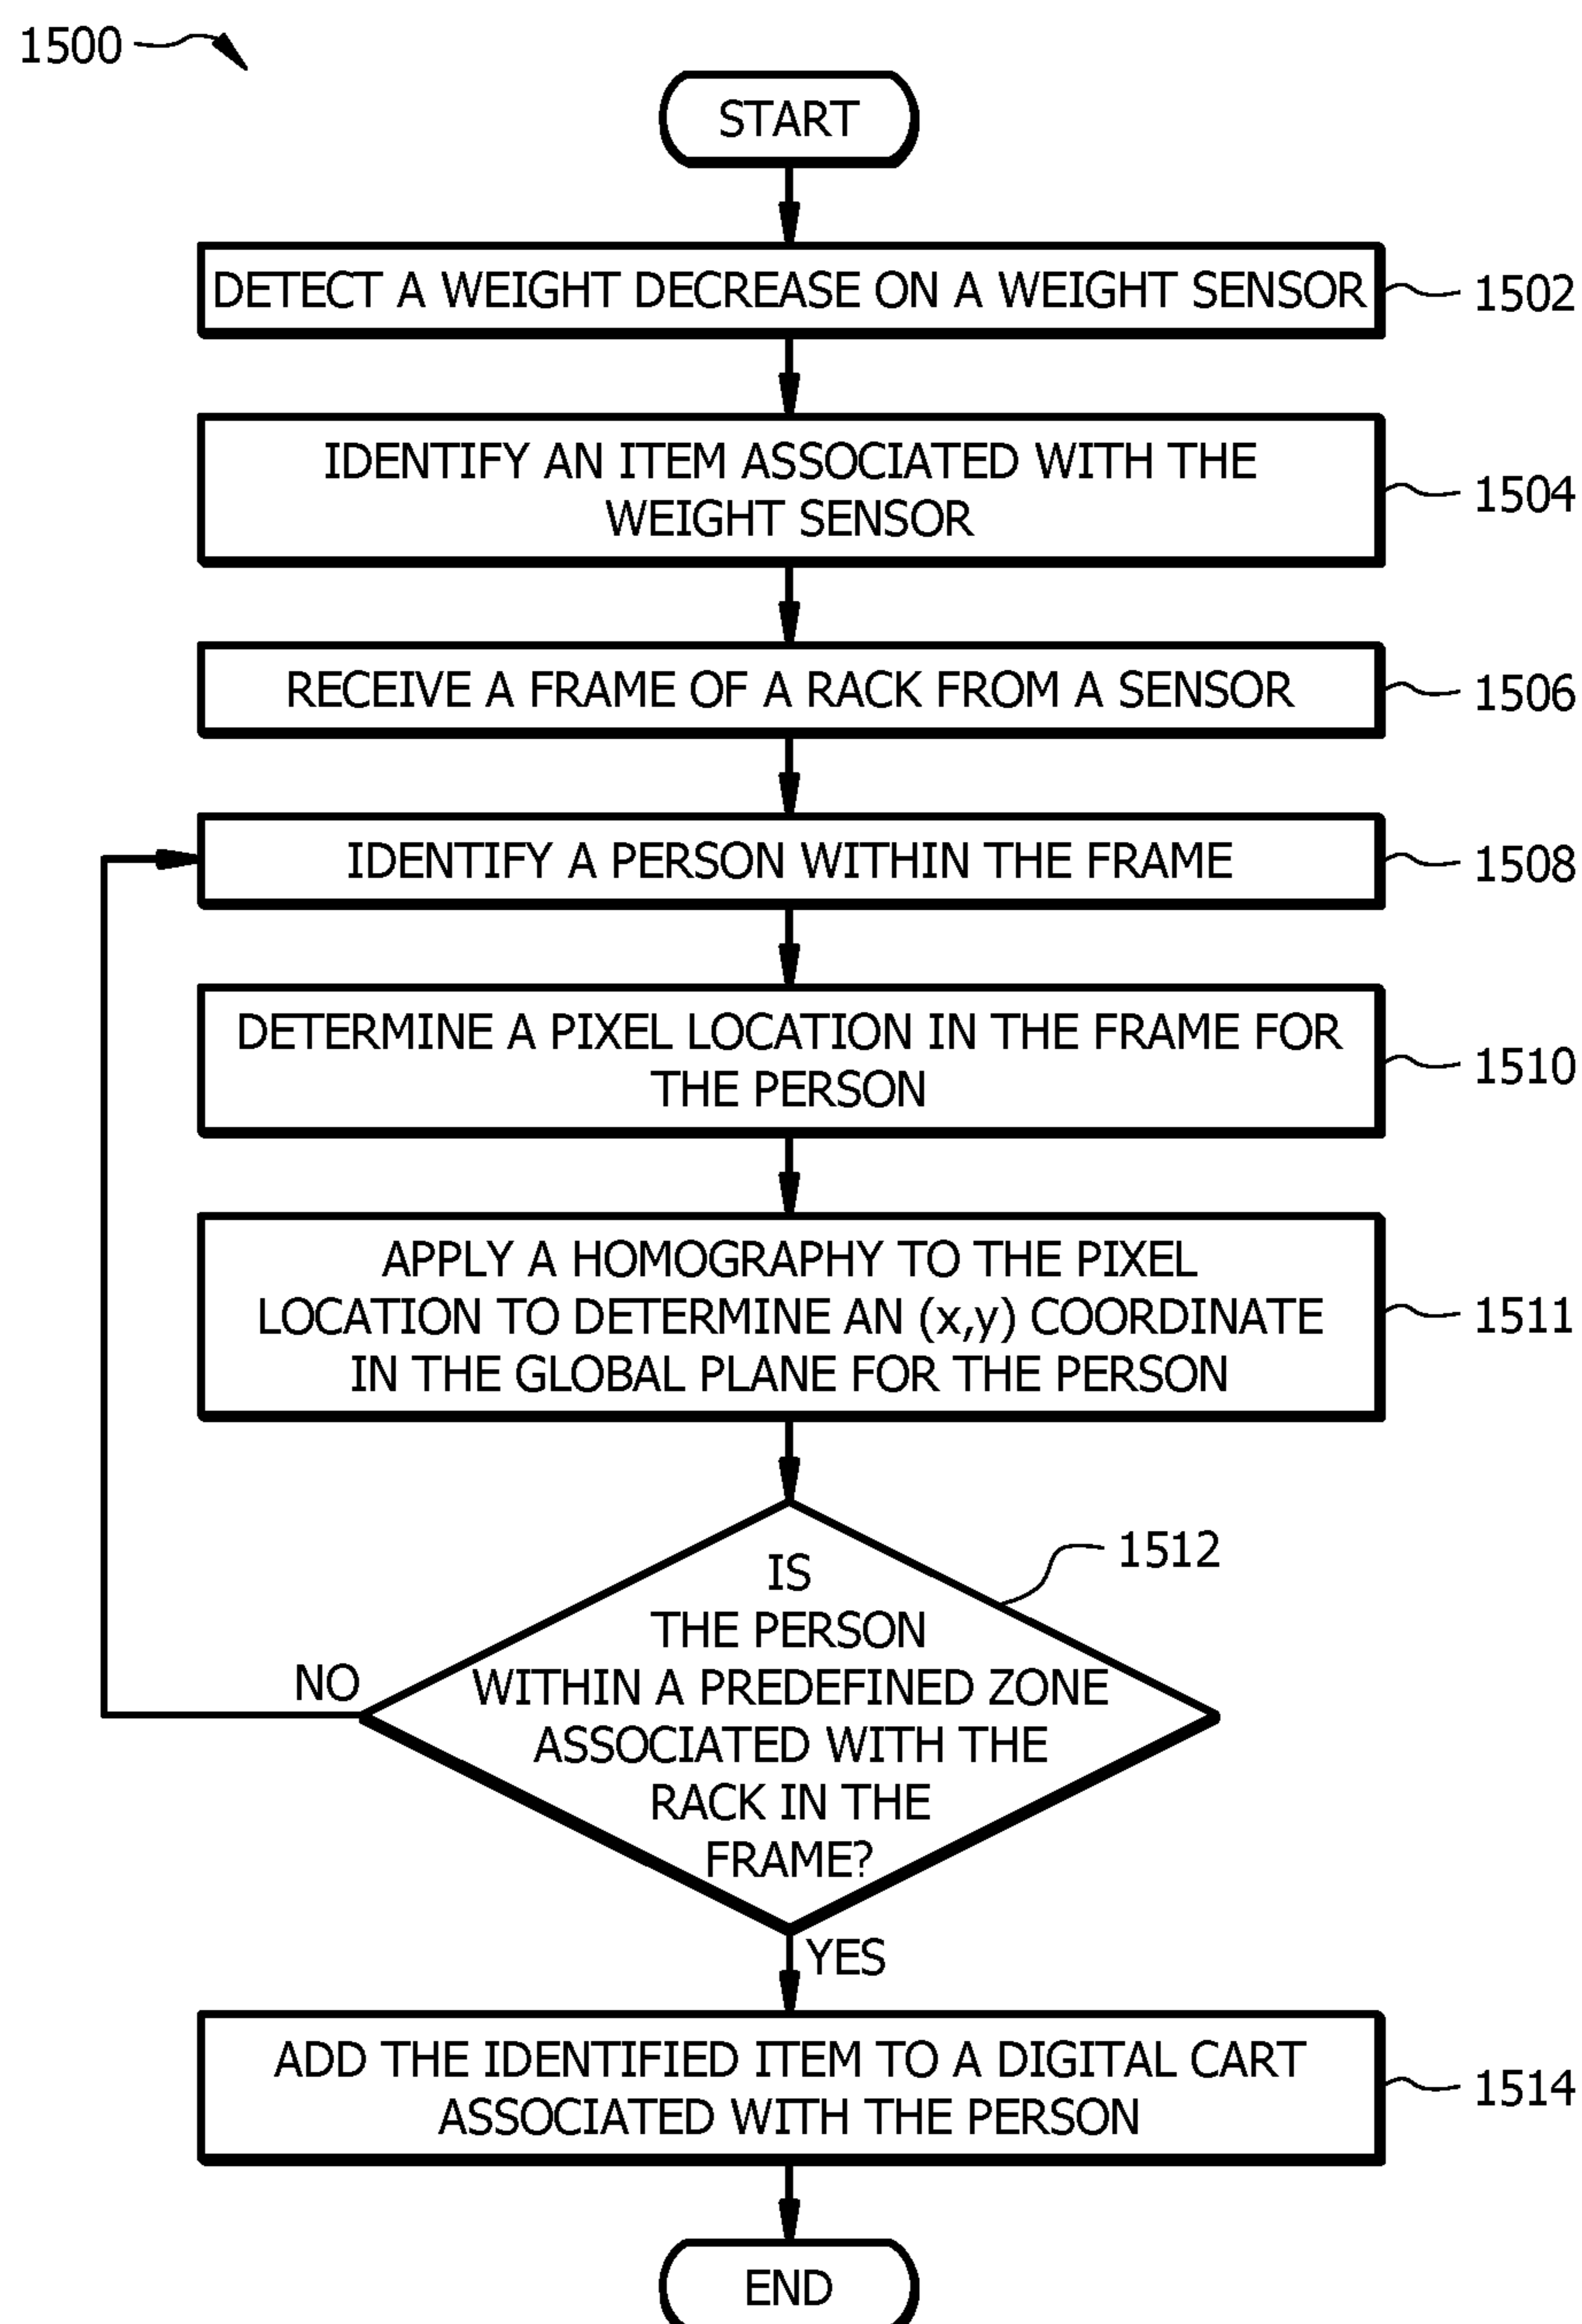 1500
START
DETECT A WEIGHT DECREASE ON A WEIGHT SENSOR
1502
IDENTIFY AN ITEM ASSOCIATED WITH THE
WEIGHT SENSOR
1504
RECEIVE A FRAME OF A RACK FROM A SENSOR
1506
IDENTIFY A PERSON WITHIN THE FRAME
1508
DETERMINE A PIXEL LOCATION IN THE FRAME FOR
THE PERSON
1510
APPLY A HOMOGRAPHY TO THE PIXEL
LOCATION TO DETERMINE AN (x,y) COORDINATE
IN THE GLOBAL PLANE FOR THE PERSON
1511
1512
IS
THE PERSON
WITHIN A PREDEFINED ZONE
ASSOCIATED WITH THE
RACK IN THE
FRAME?
NO
YES
ADD THE IDENTIFIED ITEM TO A DIGITAL CART
ASSOCIATED WITH THE PERSON
1514
END